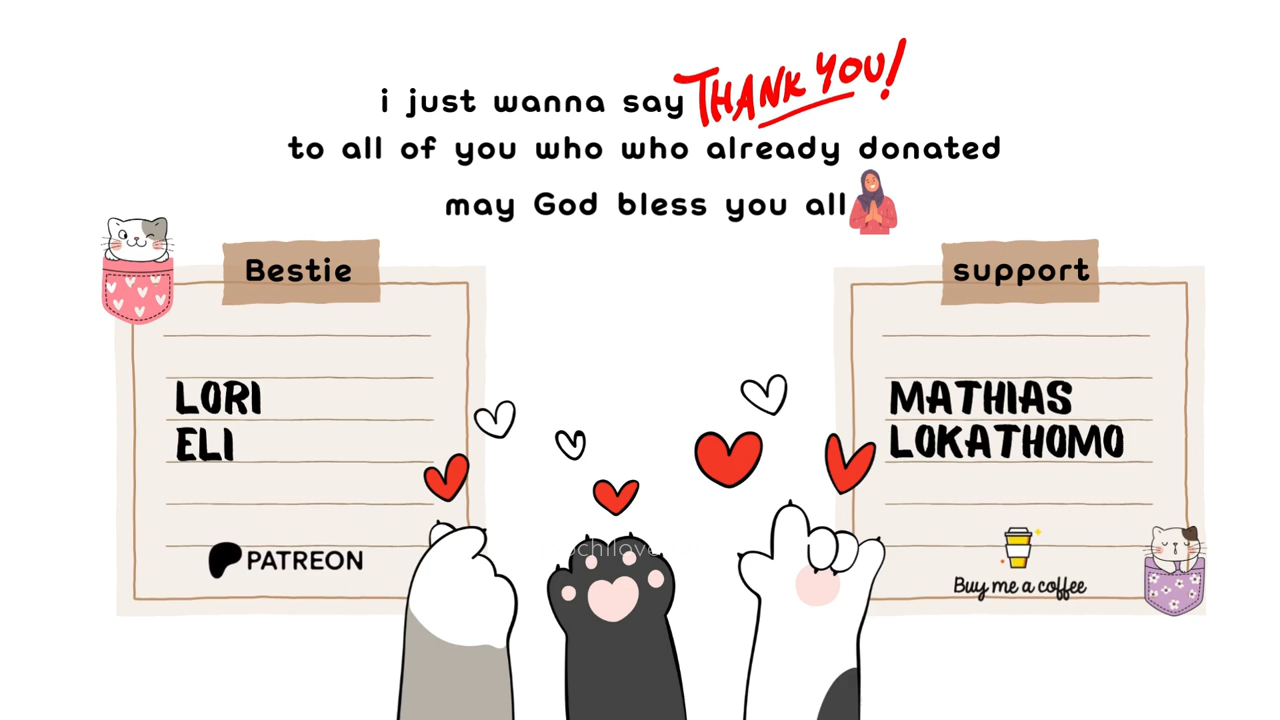 i just wanna say THANK YOU!
to all of you who who already donated
may God bless you all
Bestie
LORI
ELI
PATREON
support
MATHIAS
LOKATHOMO
Buy me a coffee